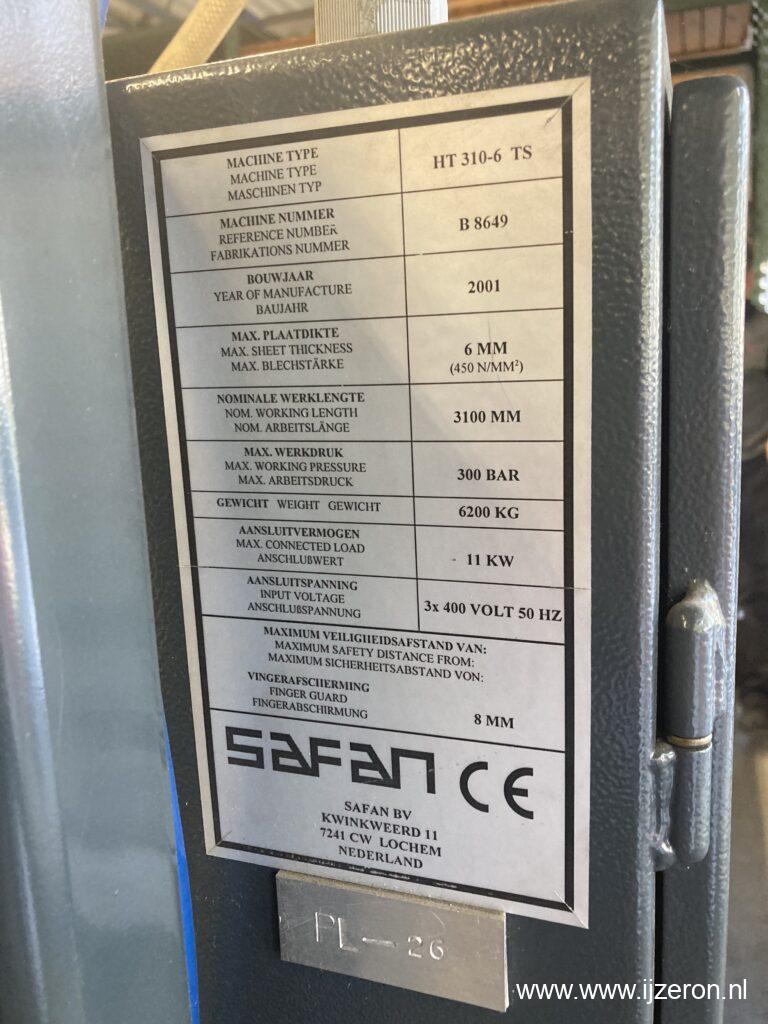 MACHINE TYPE
MACHINE TYPE
MASCHINEN TYP
HT 310-6 TS
MACHINE NUMMER
REFERENCE NUMBER
FABRIKATIONS NUMMER
B 8649
BOUWJAAR
YEAR OF MANUFACTURE
BAUJAHR
2001
MAX. PLAATDIKTE
MAX. SHEET THICKNESS
MAX. BLECHSTÄRKE
6 MM
(450 N/MM²)
NOMINALE WERKLENGTE
NOM. WORKING LENGTH
NOM. ARBEITSLÄNGE
3100 MM
MAX. WERKDRUK
MAX. WORKING PRESSURE
MAX. ARBEITSDRUCK
300 BAR
GEWICHT WEIGHT GEWICHT
6200 KG
AANSLUITVERMOGEN
MAX. CONNECTED LOAD
ANSCHLUßWERT
11 KW
AANSLUITSPANNING
INPUT VOLTAGE
ANSCHLUßSPANNUNG
3x 400 VOLT 50 HZ
MAXIMUM VEILIGHEIDSAFSTAND VAN:
MAXIMUM SAFETY DISTANCE FROM:
MAXIMUM SICHERHEITSABSTAND VON:
VINGERAFSCHERMING
FINGER GUARD
FINGERABSCHIRMUNG
8 MM
SAFAN CE
SAFAN BV
KWINKWEERD 11
7241 CW LOCHEM
NEDERLAND
PL-26
www.www.ijzeron.nl